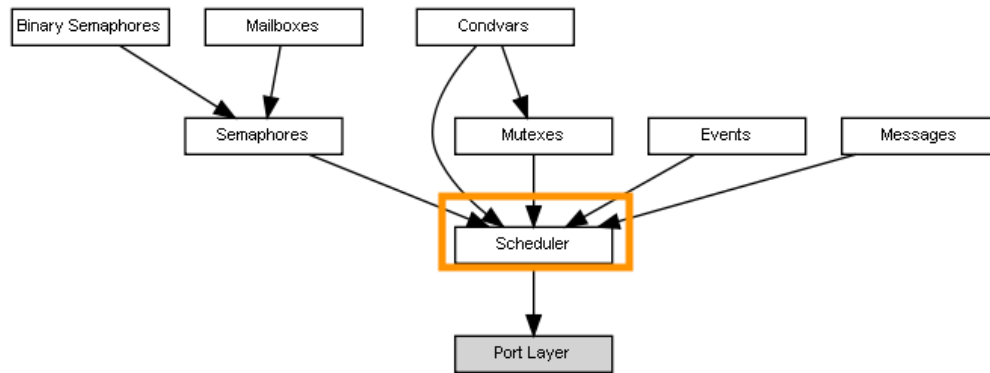 Binary Semaphores
Mailboxes
Condvars
Semaphores
Mutexes
Events
Messages
Scheduler
Port Layer